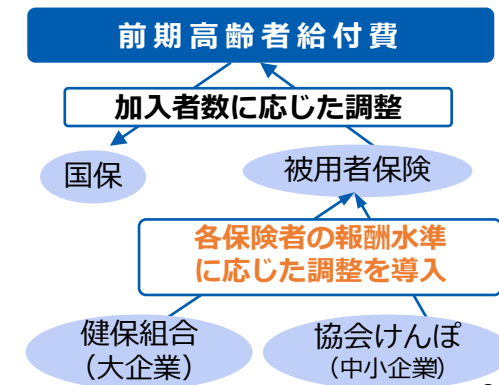 前期高齢者給付費
加入者数に応じた調整
国保
被用者保険
各保険者の報酬水準
に応じた調整を導入
健保組合
（大企業）
協会けんぽ
（中小企業）